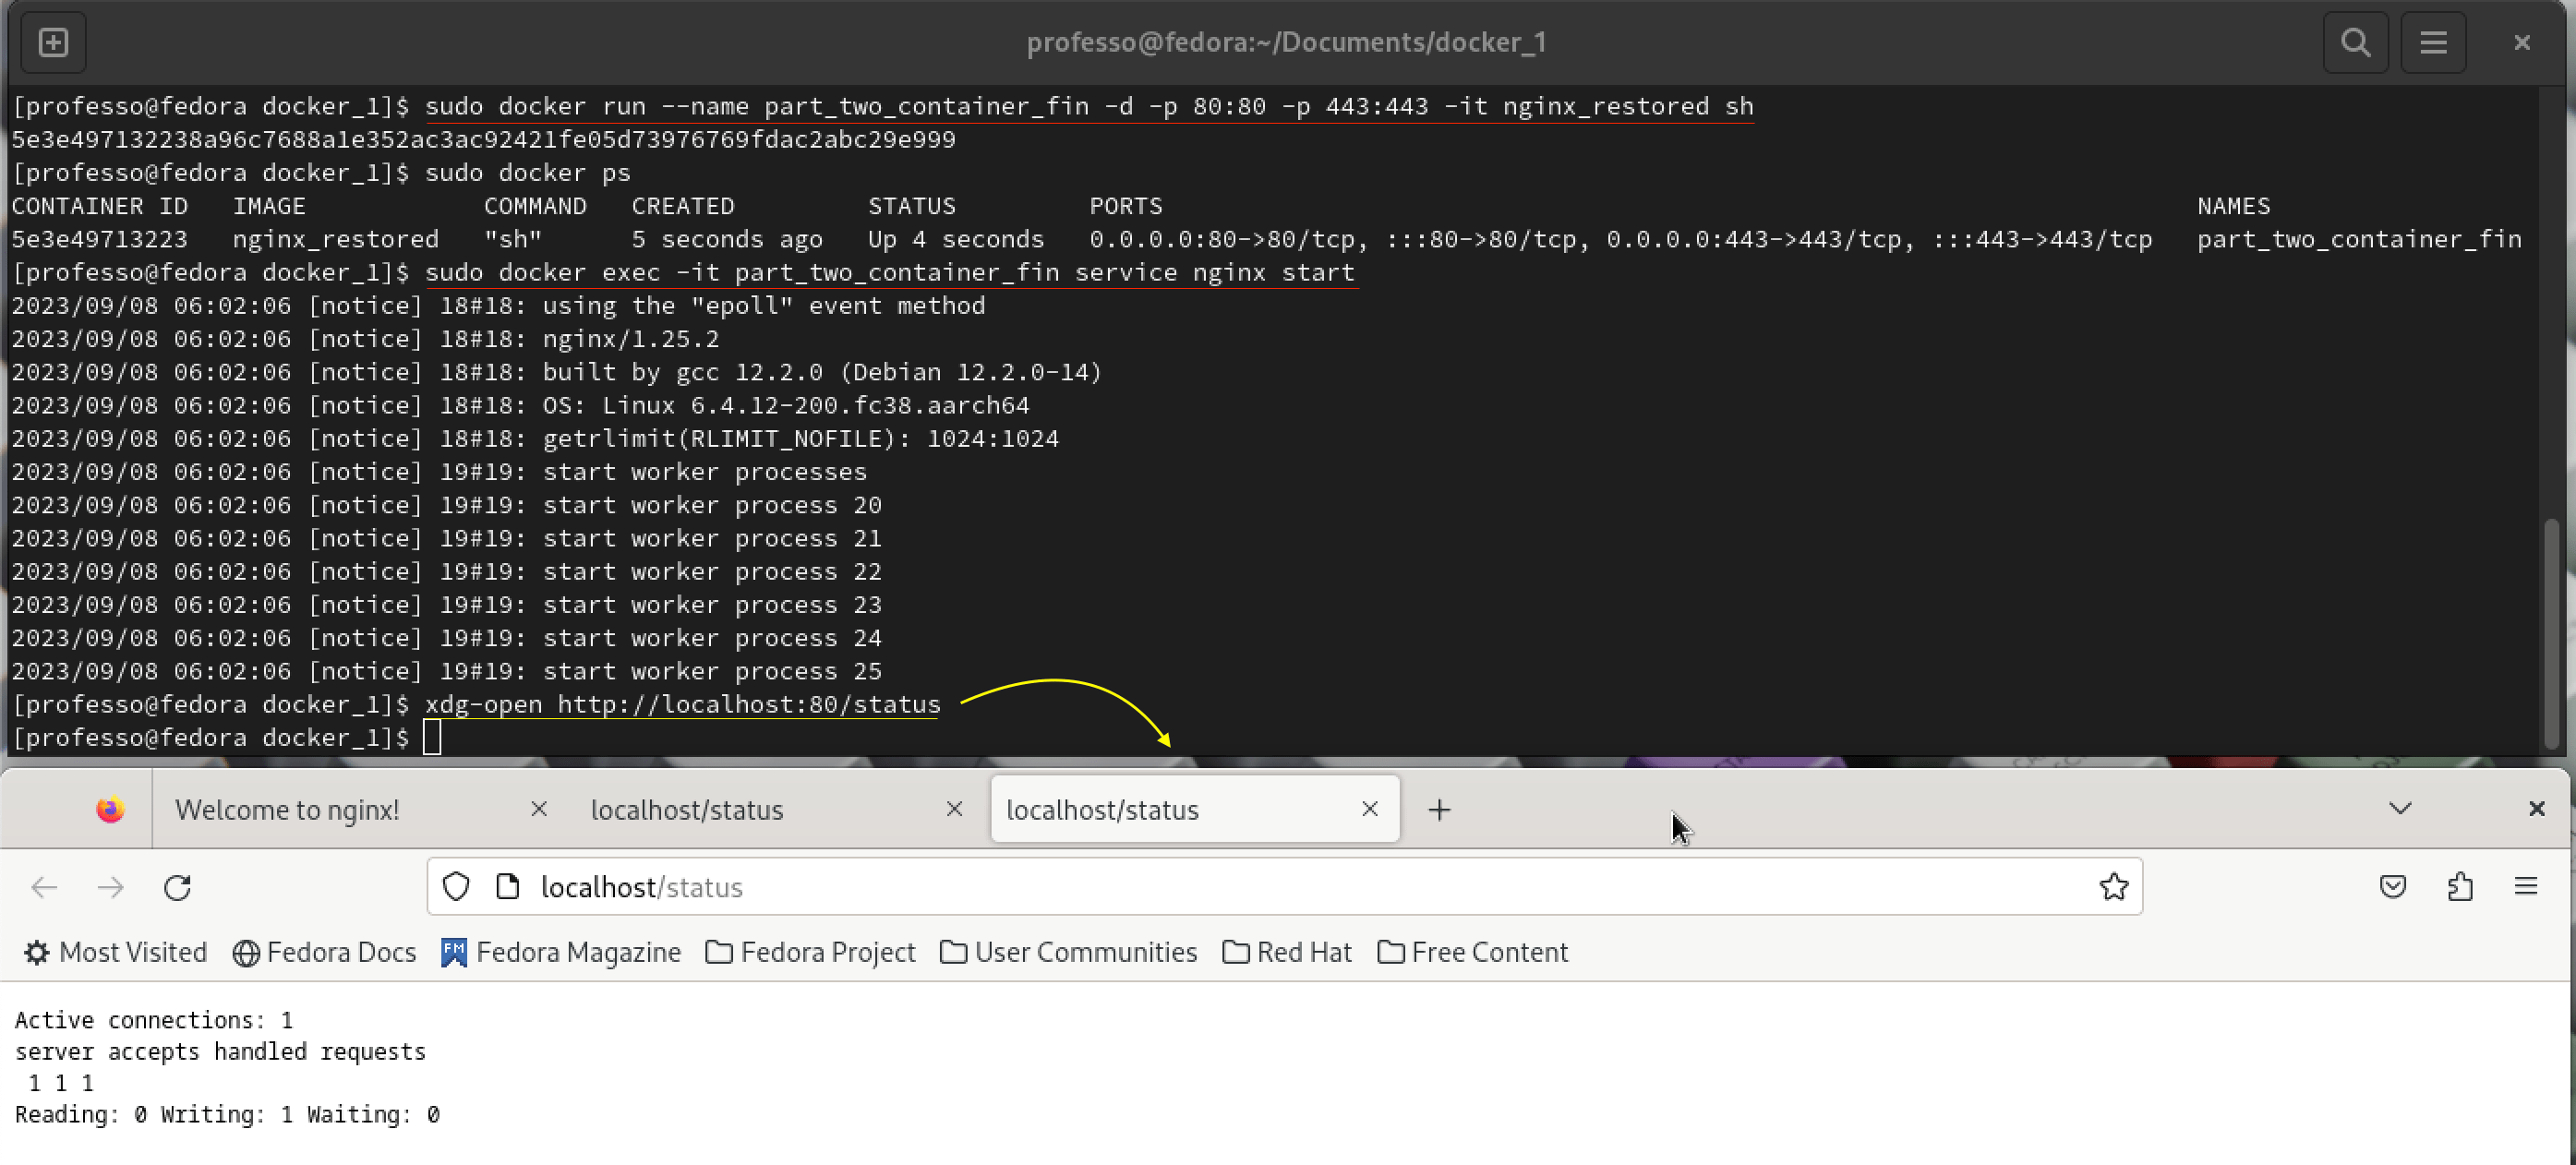 professo@fedora:~/Documents/docker_1
[professo@fedora docker_1]$ sudo docker run --name part_two_container_fin -d -p 80:80 -p 443:443 -it nginx_restored sh
5e3e497132238a96c7688a1e352ac3ac92421fe05d73976769fdac2abc29e999
[professo@fedora docker_1]$ sudo docker ps
CONTAINER ID   IMAGE            COMMAND   CREATED         STATUS         PORTS                                                                      NAMES
5e3e49713223   nginx_restored   "sh"      5 seconds ago   Up 4 seconds   0.0.0.0:80->80/tcp, :::80->80/tcp, 0.0.0.0:443->443/tcp, :::443->443/tcp   part_two_container_fin
[professo@fedora docker_1]$ sudo docker exec -it part_two_container_fin service nginx start
2023/09/08 06:02:06 [notice] 18#18: using the "epoll" event method
2023/09/08 06:02:06 [notice] 18#18: nginx/1.25.2
2023/09/08 06:02:06 [notice] 18#18: built by gcc 12.2.0 (Debian 12.2.0-14)
2023/09/08 06:02:06 [notice] 18#18: OS: Linux 6.4.12-200.fc38.aarch64
2023/09/08 06:02:06 [notice] 18#18: getrlimit(RLIMIT_NOFILE): 1024:1024
2023/09/08 06:02:06 [notice] 19#19: start worker processes
2023/09/08 06:02:06 [notice] 19#19: start worker process 20
2023/09/08 06:02:06 [notice] 19#19: start worker process 21
2023/09/08 06:02:06 [notice] 19#19: start worker process 22
2023/09/08 06:02:06 [notice] 19#19: start worker process 23
2023/09/08 06:02:06 [notice] 19#19: start worker process 24
2023/09/08 06:02:06 [notice] 19#19: start worker process 25
[professo@fedora docker_1]$ xdg-open http://localhost:80/status
[professo@fedora docker_1]$
Welcome to nginx! localhost/status localhost/status
localhost/status
Most Visited Fedora Docs FM Fedora Magazine Fedora Project User Communities Red Hat Free Content
Active connections: 1
server accepts handled requests
1 1 1
Reading: 0 Writing: 1 Waiting: 0